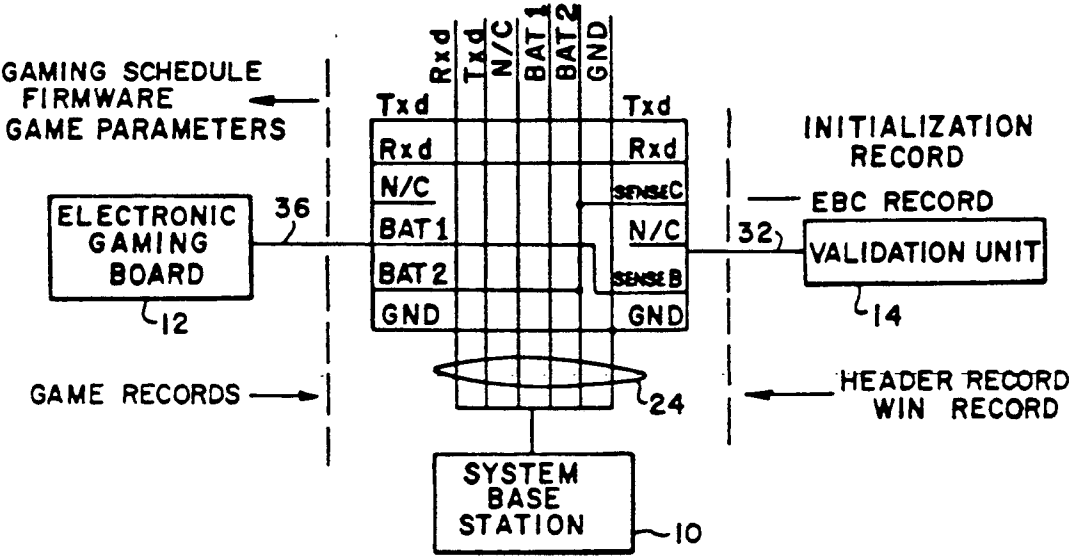 Rxd
Txd
N/C
BAT 1
BAT 2
GND
GAMING SCHEDULE
FIRMWARE
GAME PARAMETERS
Txd
Rxd
N/C
BAT 1
BAT 2
GND
Txd
Rxd
SENSE C
N/C
SENSE B
GND
INITIALIZATION
RECORD
EBC RECORD
ELECTRONIC
GAMING
BOARD
36
12
32
VALIDATION UNIT
14
GAME RECORDS
24
HEADER RECORD
WIN RECORD
SYSTEM
BASE
STATION
10